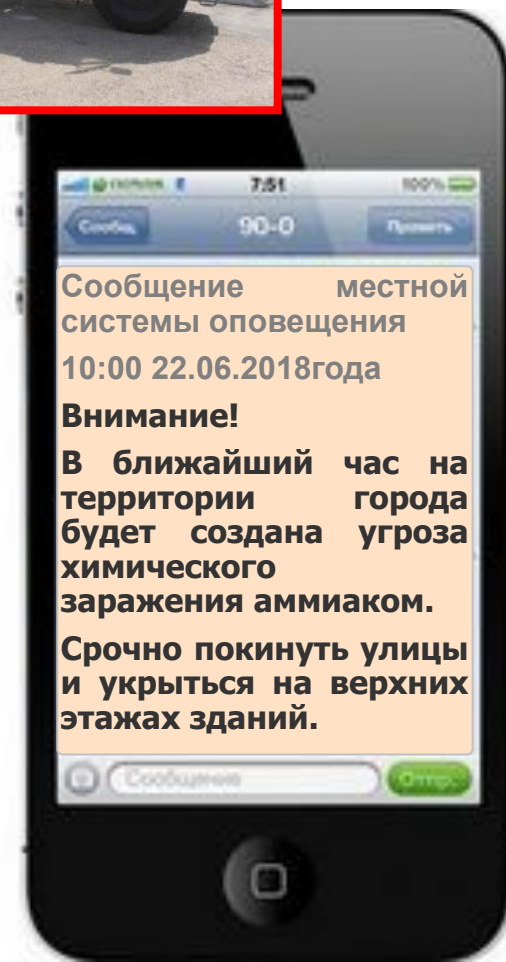 7:51 100%
Сообщ. 90-0 Править
Сообщение местной
системы оповещения
10:00 22.06.2018года
Внимание!
В ближайший час на
территории города
будет создана угроза
химического
заражения аммиаком.
Срочно покинуть улицы
и укрыться на верхних
этажах зданий.
Сообщение Отпр.